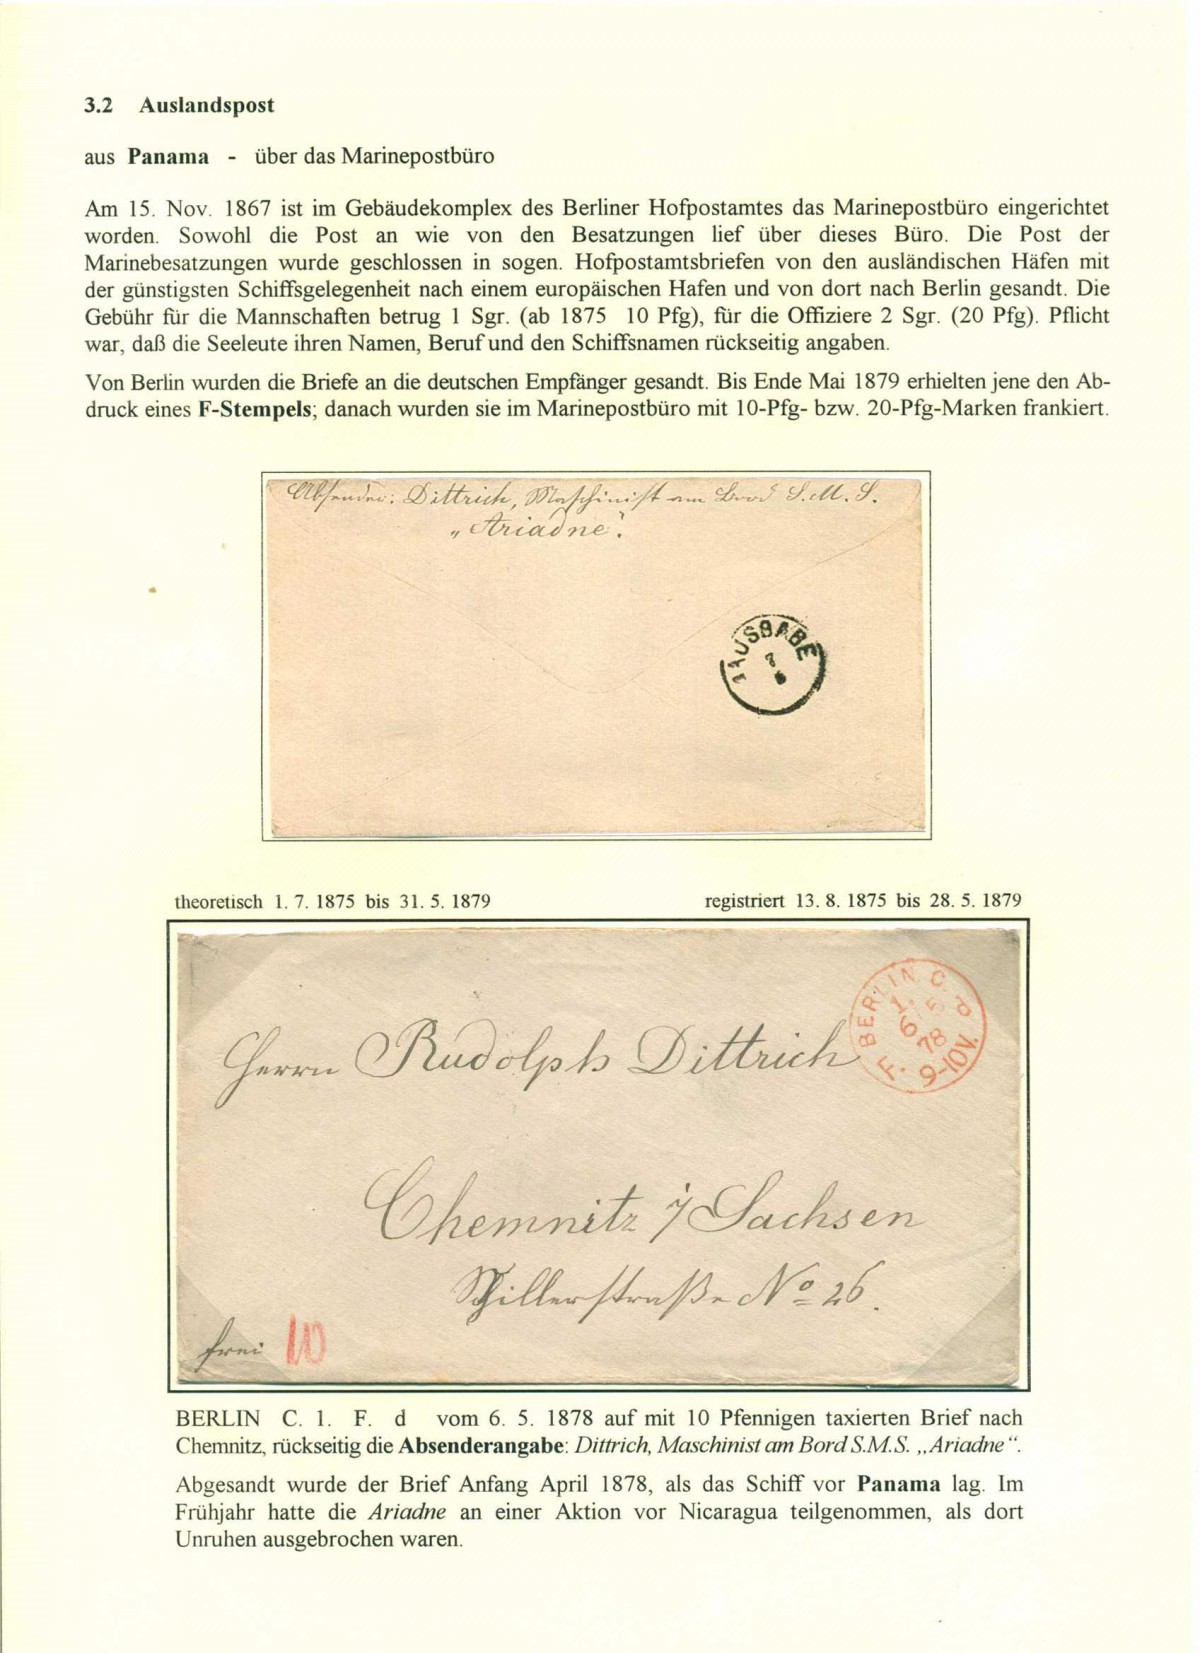 3.2 Auslandspost
aus Panama - über das Marinepostbüro
Am 15. Nov. 1867 ist im Gebäudekomplex des Berliner Hofpostamtes das Marinepostbüro eingerichtet
worden. Sowohl die Post an wie von den Besatzungen lief über dieses Büro. Die Post der
Marinebesatzungen wurde geschlossen in sogen. Hofpostamtsbriefen von den ausländischen Häfen mit
der günstigsten Schiffsgelegenheit nach einem europäischen Hafen und von dort nach Berlin gesandt. Die
Gebühr für die Mannschaften betrug 1 Sgr. (ab 1875 10 Pfg), für die Offiziere 2 Sgr. (20 Pfg). Pflicht
war, daß die Seeleute ihren Namen, Beruf und den Schiffsnamen rückseitig angaben.
Von Berlin wurden die Briefe an die deutschen Empfänger gesandt. Bis Ende Mai 1879 erhielten jene den Ab-
druck eines F-Stempels; danach wurden sie im Marinepostbüro mit 10-Pfg- bzw. 20-Pfg-Marken frankiert.
Absender: Dittrich, Maschinist am Bord S.M.S.
„Ariadne".
AUSGABE
theoretisch 1. 7. 1875 bis 31. 5. 1879 registriert 13. 8. 1875 bis 28. 5. 1879
BERLIN C. d
1.
6/5
78
F. 9-10V.
Herrn Rudolph Dittrich
Chemnitz i/Sachsen
Schillerstraße No 26.
frei 10
BERLIN C. 1. F. d vom 6. 5. 1878 auf mit 10 Pfennigen taxierten Brief nach
Chemnitz, rückseitig die Absenderangabe: Dittrich, Maschinist am Bord S.M.S. „Ariadne“.
Abgesandt wurde der Brief Anfang April 1878, als das Schiff vor Panama lag. Im
Frühjahr hatte die Ariadne an einer Aktion vor Nicaragua teilgenommen, als dort
Unruhen ausgebrochen waren.